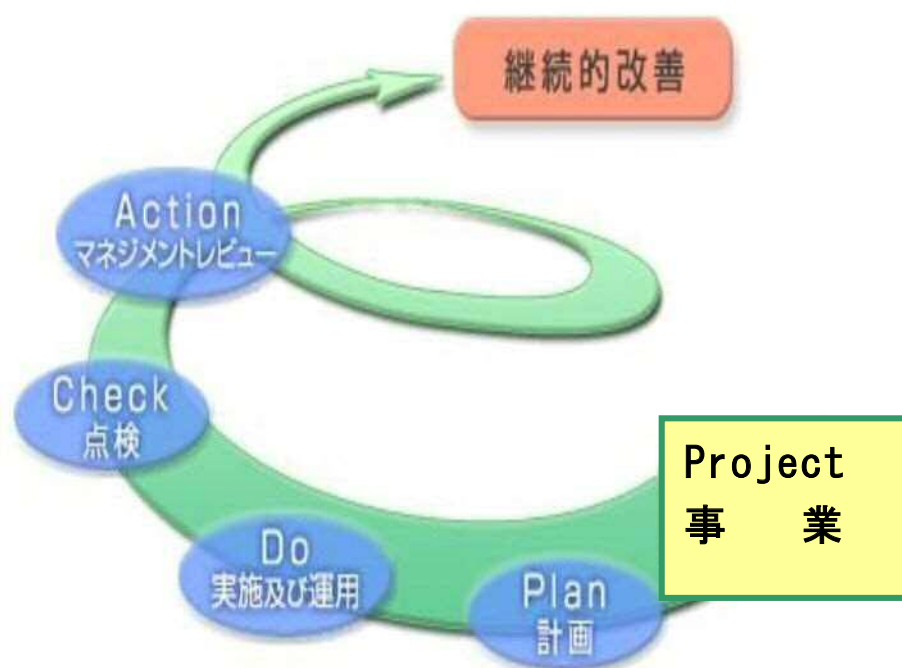 継続的改善
Action
マネジメントレビュー
Check
点検
Do
実施及び運用
Plan
計画
Project
事　業